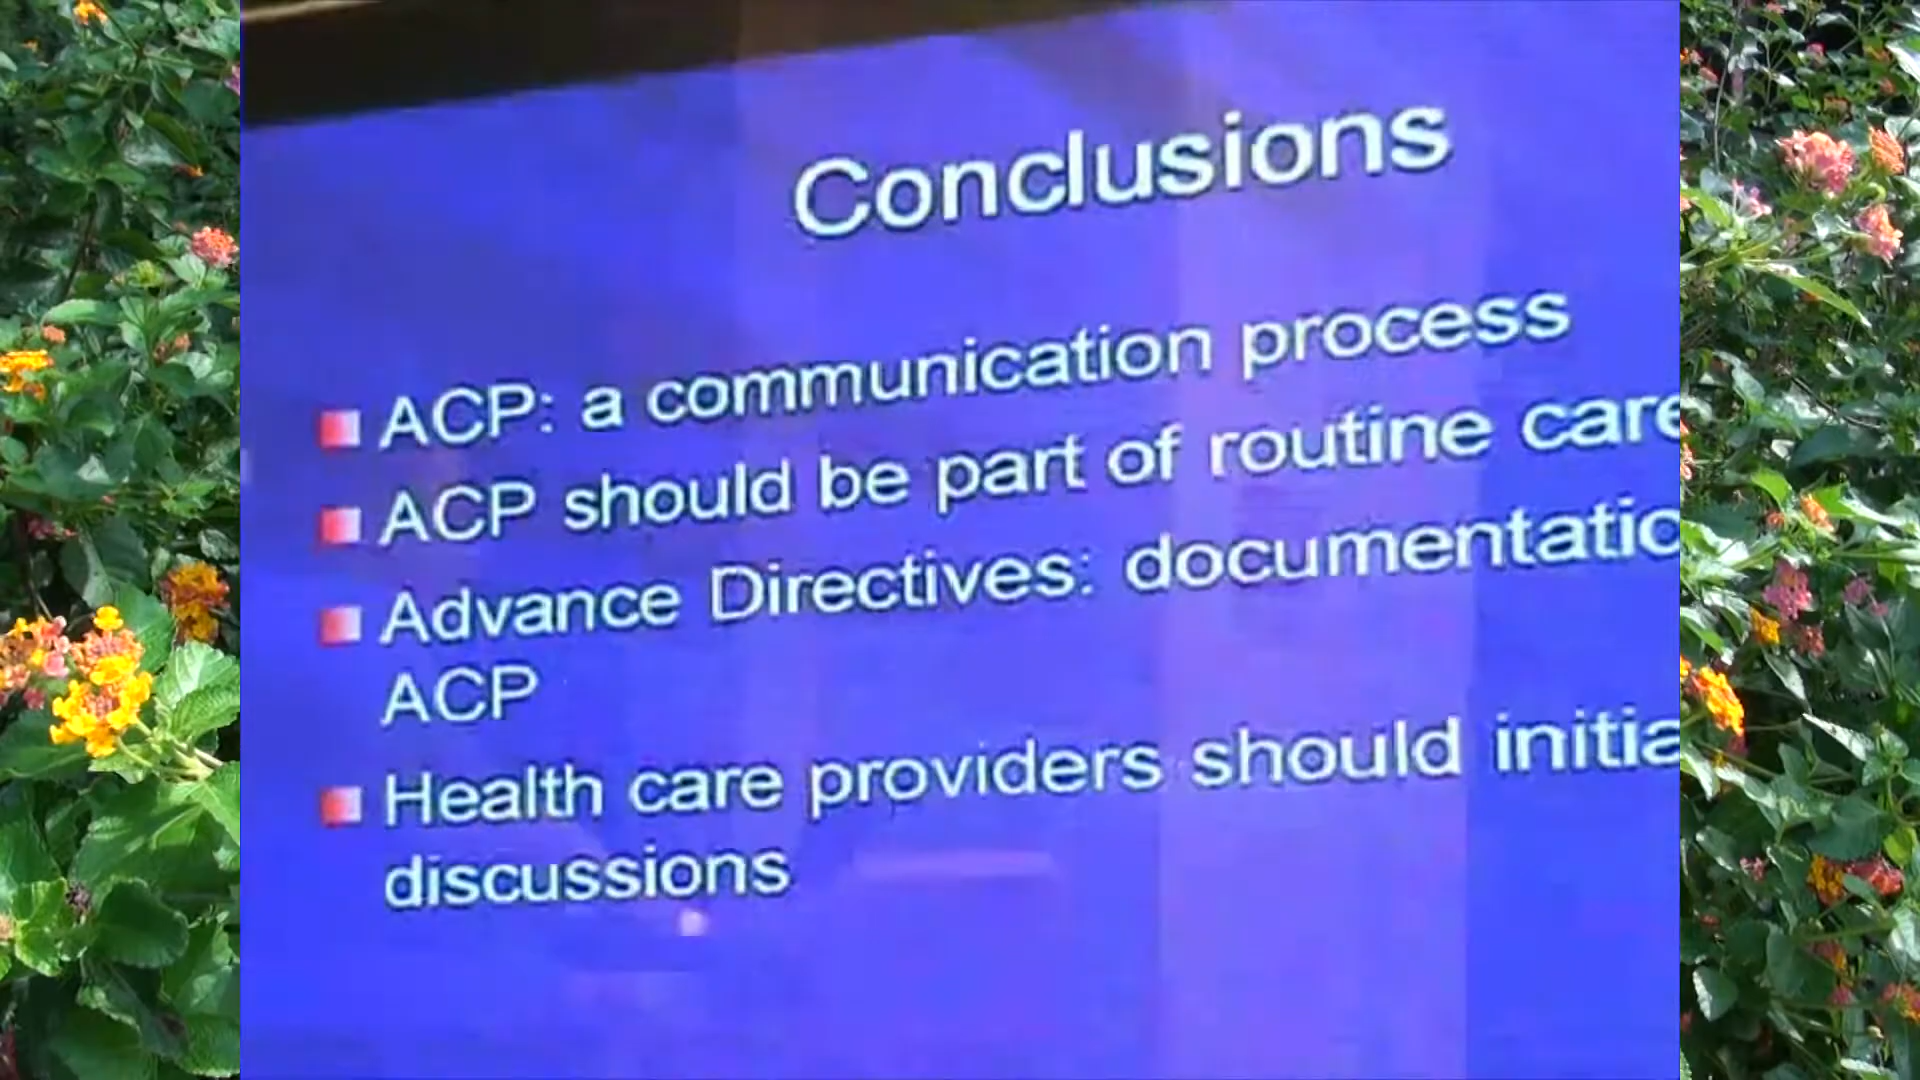 Conclusions
ACP: a communication process
ACP should be part of routine care
Advance Directives: documentatio
ACP
Health care providers should initia
discussions